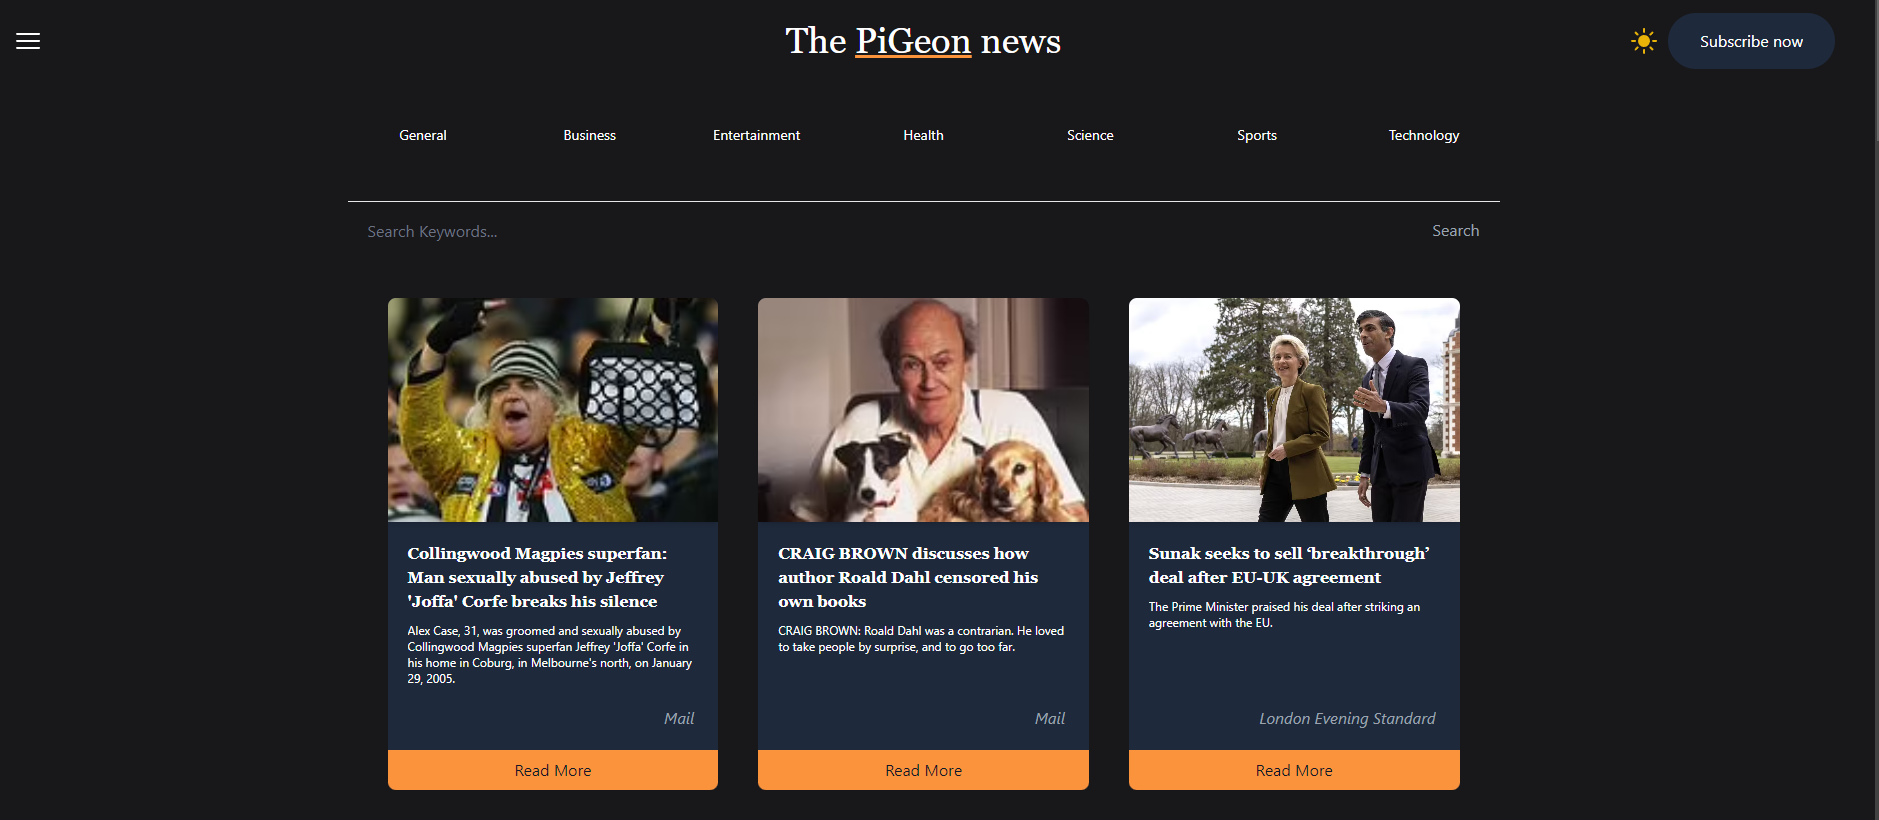 The PiGeon news
Subscribe now
General Business Entertainment Health Science Sports Technology
Search Keywords...
Search
Collingwood Magpies superfan:
Man sexually abused by Jeffrey
'Joffa' Corfe breaks his silence
Alex Case, 31, was groomed and sexually abused by
Collingwood Magpies superfan Jeffrey 'Joffa' Corfe in
his home in Coburg, in Melbourne's north, on January
29, 2005.
Mail
Read More
CRAIG BROWN discusses how
author Roald Dahl censored his
own books
CRAIG BROWN: Roald Dahl was a contrarian. He loved
to take people by surprise, and to go too far.
Mail
Read More
Sunak seeks to sell ‘breakthrough’
deal after EU-UK agreement
The Prime Minister praised his deal after striking an
agreement with the EU.
London Evening Standard
Read More